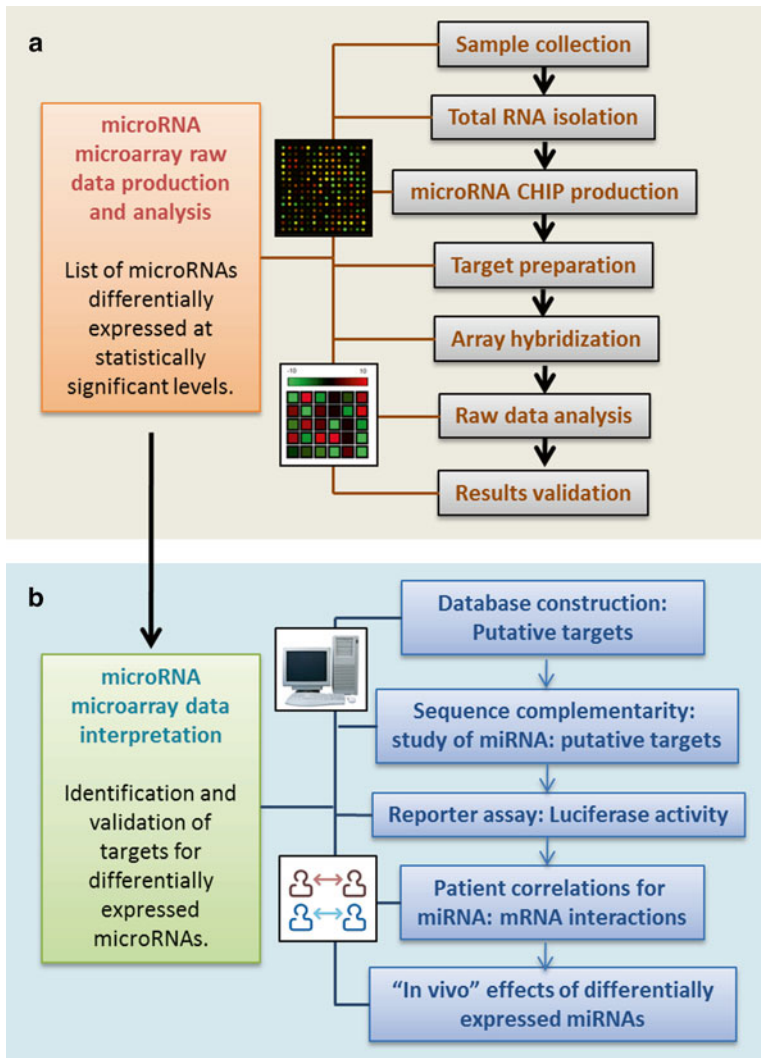 a
microRNA
microarray raw
data production
and analysis
List of microRNAs
differentially
expressed at
statistically
significant levels.
-10 10
Sample collection
Total RNA isolation
microRNA CHIP production
Target preparation
Array hybridization
Raw data analysis
Results validation
b
microRNA
microarray data
interpretation
Identification and
validation of
targets for
differentially
expressed
microRNAs.
Database construction:
Putative targets
Sequence complementarity:
study of miRNA: putative targets
Reporter assay: Luciferase activity
Patient correlations for
miRNA: mRNA interactions
“In vivo” effects of differentially
expressed miRNAs